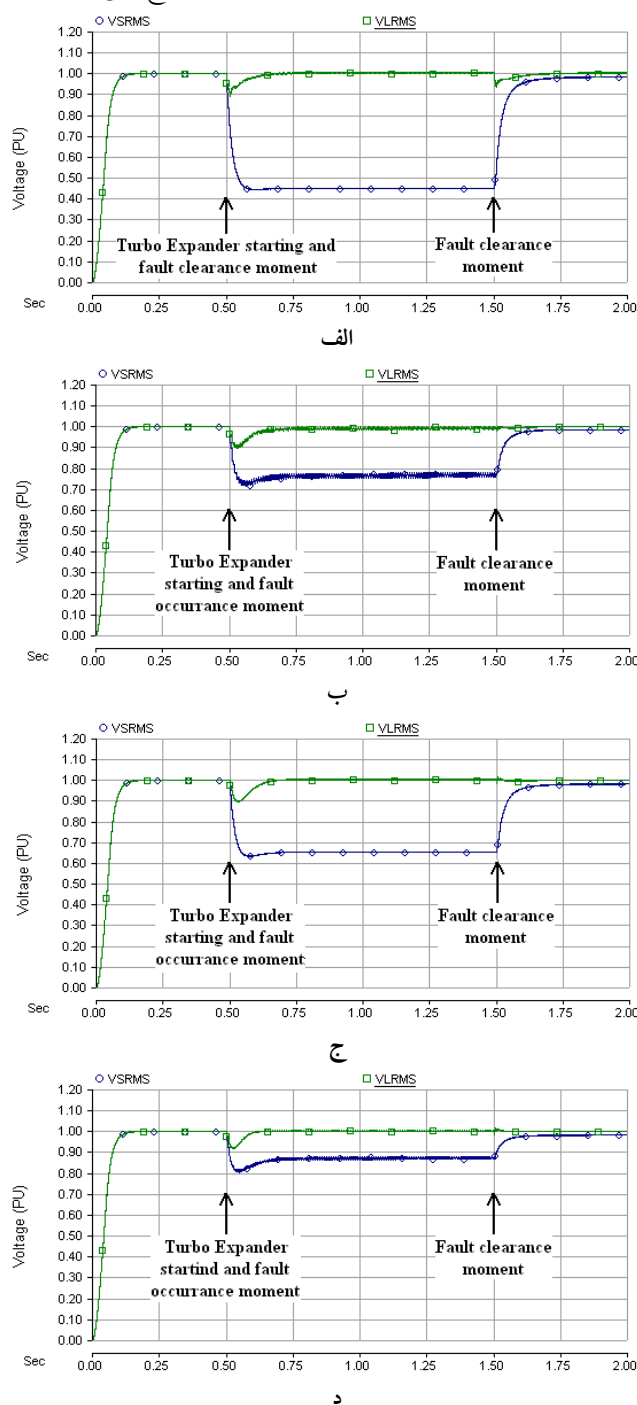 VSRMS VLRMS
1.20
1.00
0.90
0.80
0.70
0.60
0.50
0.40
0.30
0.20
0.10
0.00
Voltage (PU)
Turbo Expander starting and
fault clearance moment
Fault clearance
moment
Sec 0.00 0.25 0.50 0.75 1.00 1.25 1.50 1.75 2.00
الف
VSRMS VLRMS
1.20
1.10
1.00
0.90
0.80
0.70
0.60
0.50
0.40
0.30
0.20
0.10
0.00
Voltage (PU)
Turbo Expander
starting and fault
occurrance moment
Fault clearance
moment
Sec 0.00 0.25 0.50 0.75 1.00 1.25 1.50 1.75 2.00
ب
VSRMS VLRMS
1.20
1.10
1.00
0.90
0.80
0.70
0.60
0.50
0.40
0.30
0.20
0.10
0.00
Voltage (PU)
Turbo Expander
starting and fault
occurrance moment
Fault clearance
moment
Sec 0.00 0.25 0.50 0.75 1.00 1.25 1.50 1.75 2.00
ج
VSRMS VLRMS
1.20
1.10
1.00
0.90
0.80
0.70
0.60
0.50
0.40
0.30
0.20
0.10
0.00
Voltage (PU)
Turbo Expander
startind and fault
occurrance moment
Fault clearance
moment
Sec 0.00 0.25 0.50 0.75 1.00 1.25 1.50 1.75 2.00
د